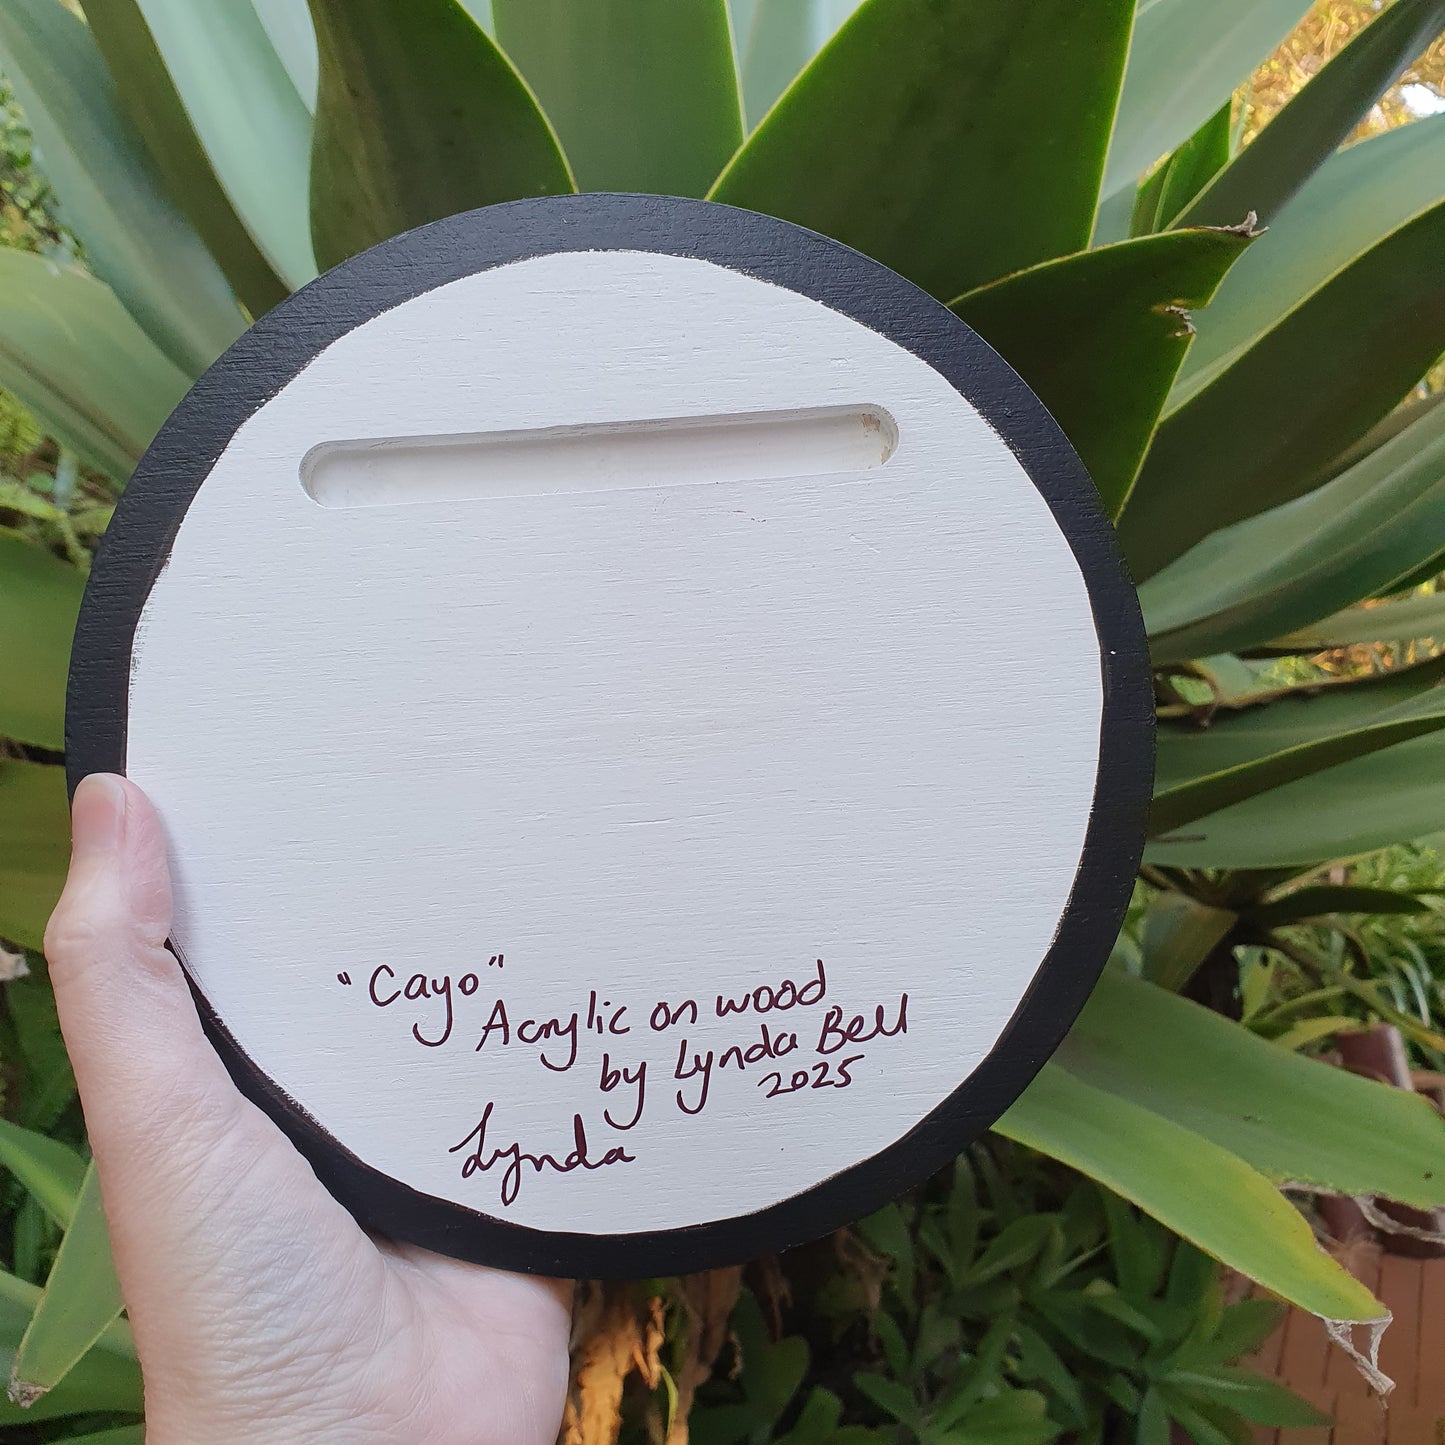 "Cayo"
Acrylic on wood
by Lynda Bell
2025
Lynda